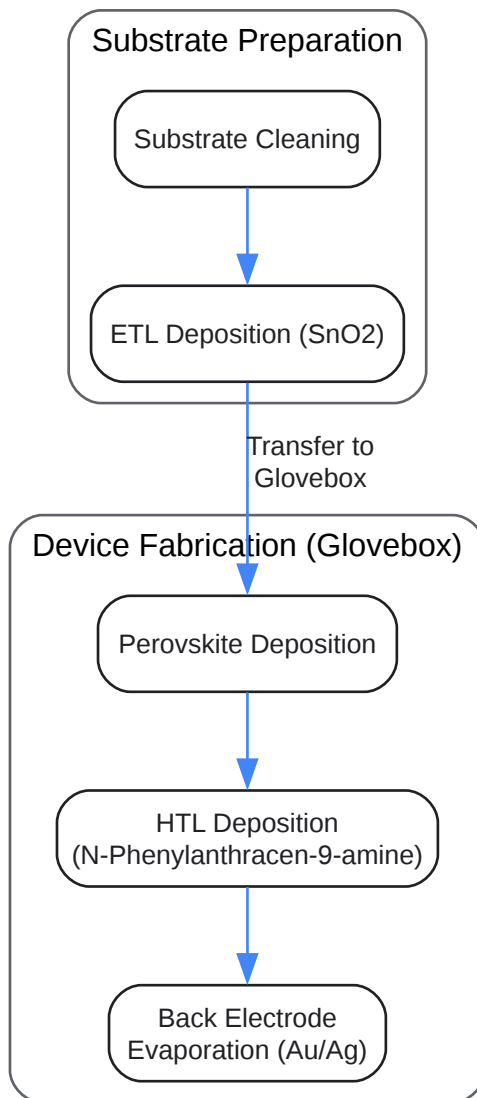 Substrate Preparation
Substrate Cleaning
ETL Deposition (SnO2)
Transfer to
Glovebox
Device Fabrication (Glovebox)
Perovskite Deposition
HTL Deposition
(N-Phenylanthracen-9-amine)
Back Electrode
Evaporation (Au/Ag)